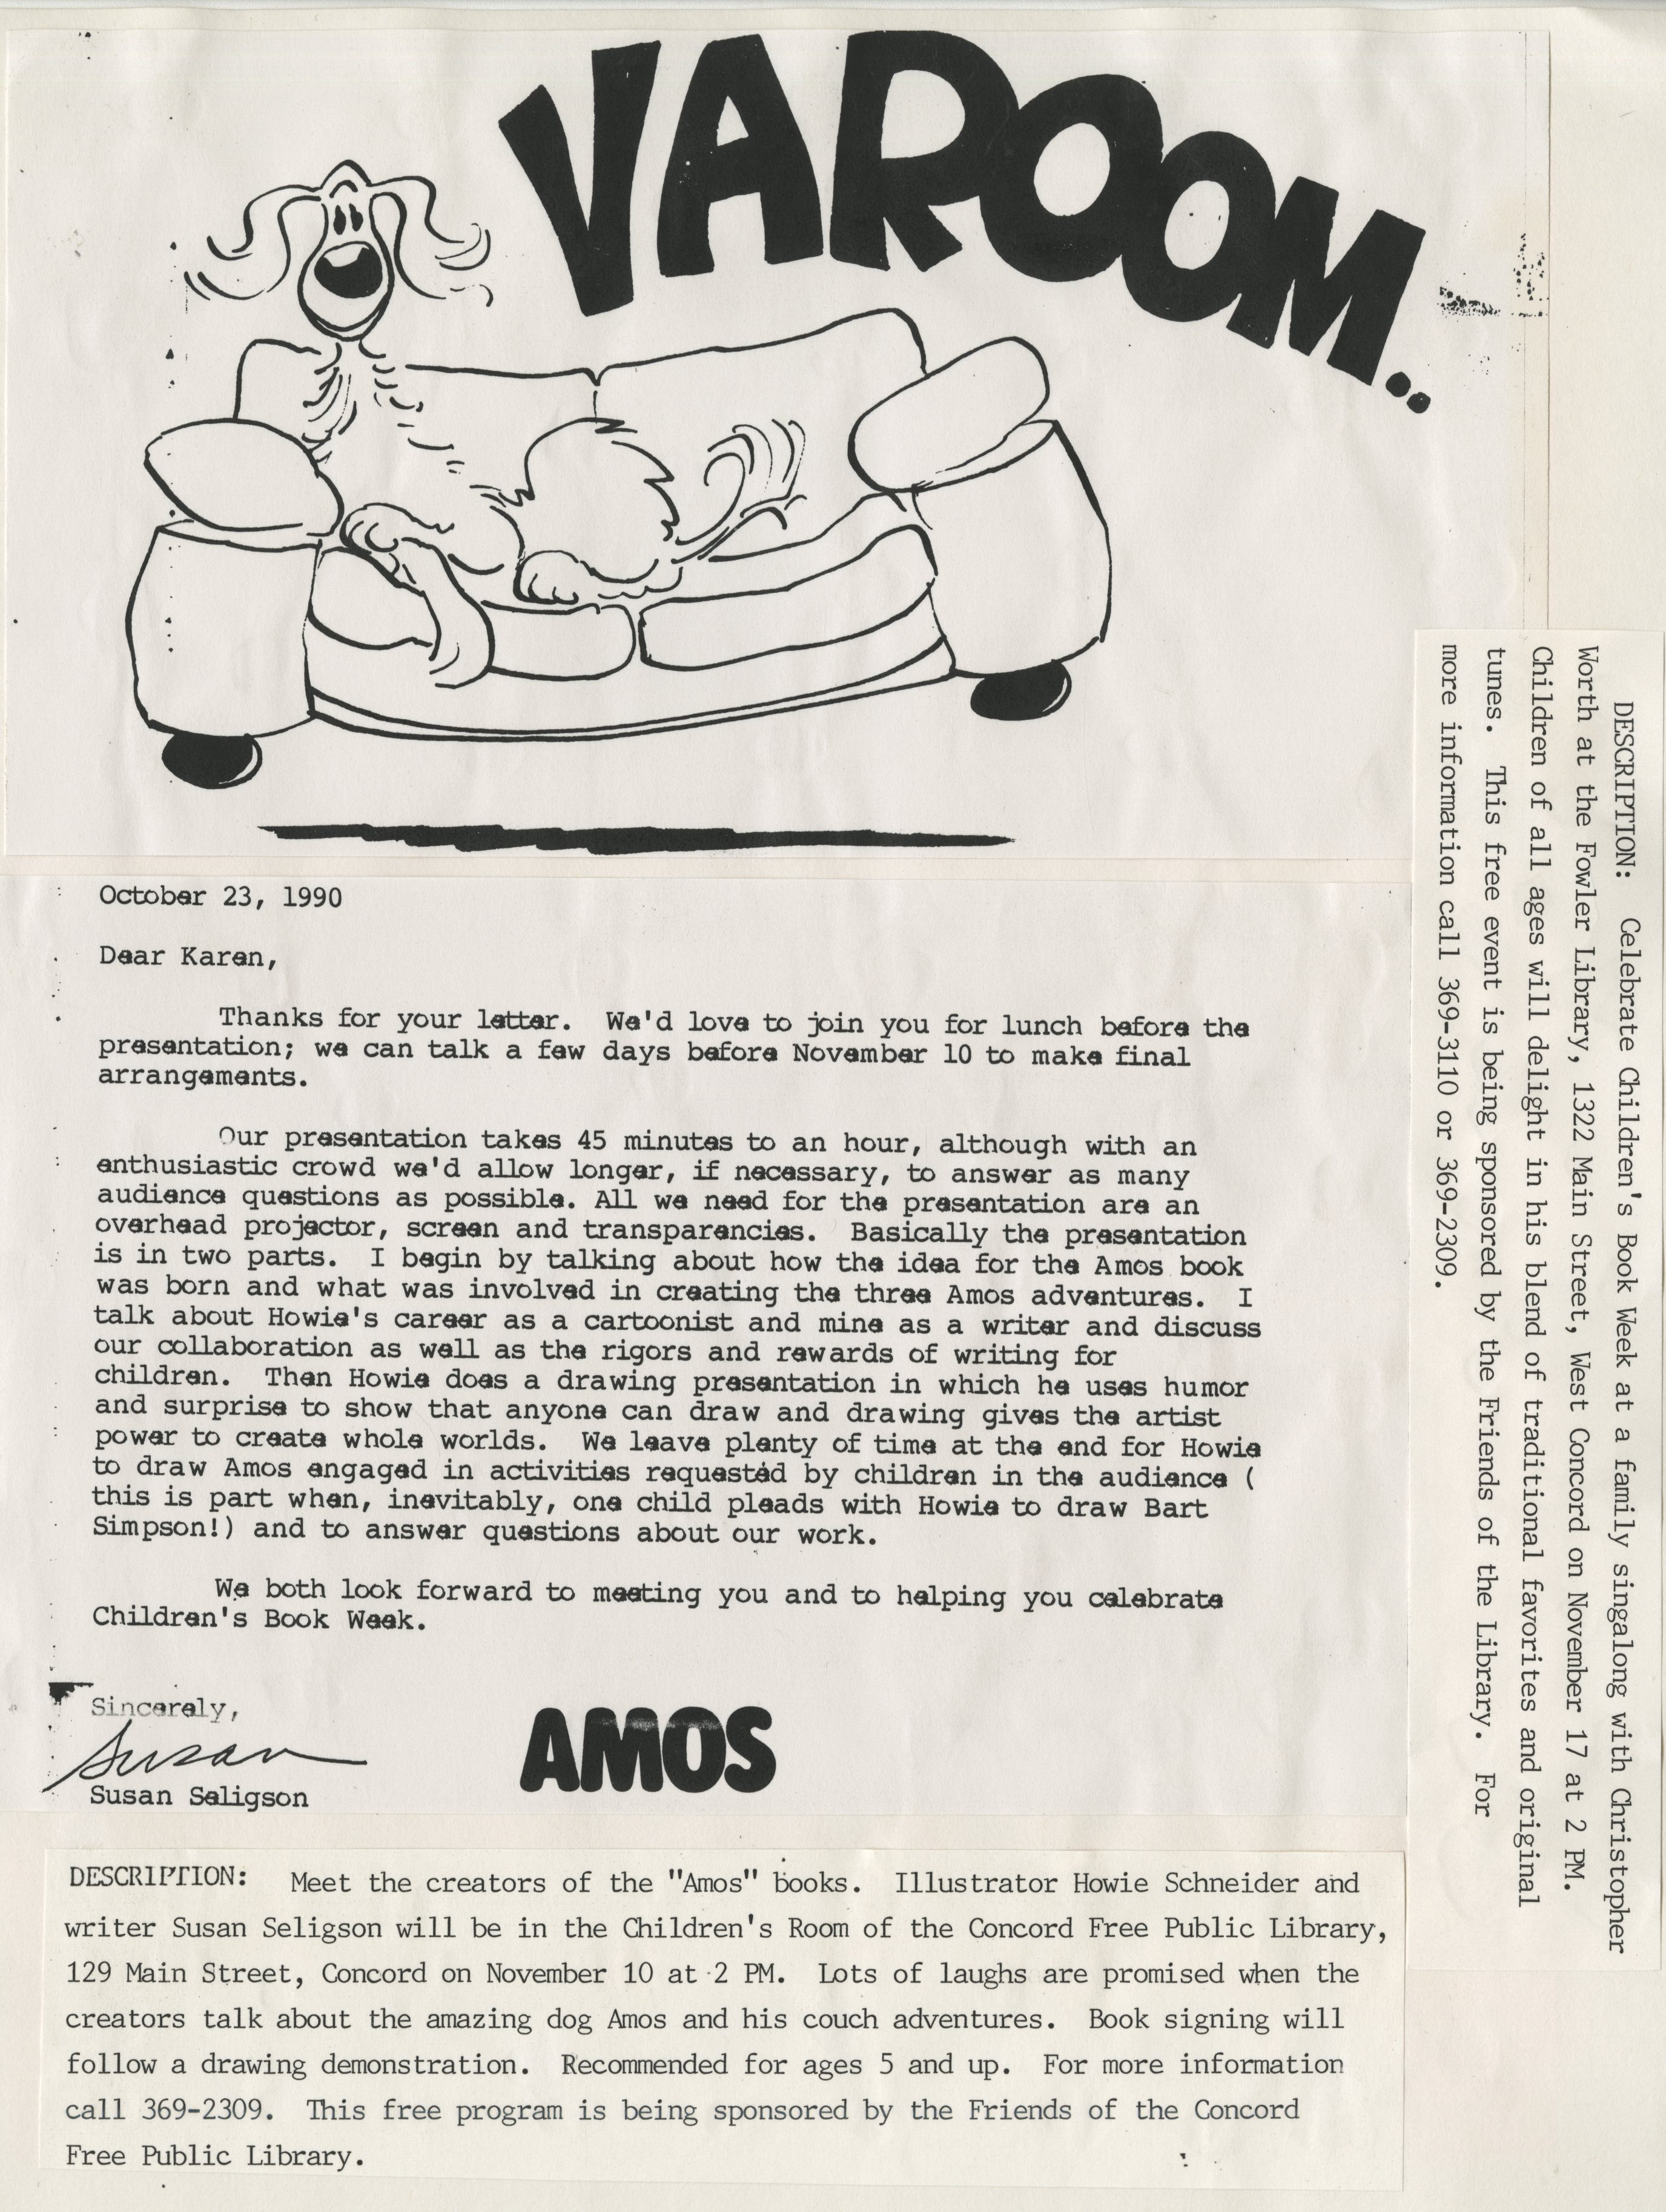 VAROOM..
October 23, 1990
Dear Karen,
Thanks for your letter. We'd love to join you for lunch before the
presentation; we can talk a few days before November 10 to make final
arrangements.
Our presentation takes 45 minutes to an hour, although with an
enthusiastic crowd we'd allow longer, if necessary, to answer as many
audience questions as possible. All we need for the presentation are an
overhead projector, screen and transparencies. Basically the presentation
is in two parts. I begin by talking about how the idea for the Amos book
was born and what was involved in creating the three Amos adventures. I
talk about Howie's career as a cartoonist and mine as a writer and discuss
our collaboration as well as the rigors and rewards of writing for
children. Then Howie does a drawing presentation in which he uses humor
and surprise to show that anyone can draw and drawing gives the artist
power to create whole worlds. We leave plenty of time at the end for Howie
to draw Amos engaged in activities requested by children in the audience (
this is part when, inevitably, one child pleads with Howie to draw Bart
Simpson!) and to answer questions about our work.
We both look forward to meeting you and to helping you celebrate
Children's Book Week.
Sincerely,
Susan
Susan Seligson
AMOS
DESCRIPTION: Meet the creators of the "Amos" books. Illustrator Howie Schneider and
writer Susan Seligson will be in the Children's Room of the Concord Free Public Library,
129 Main Street, Concord on November 10 at 2 PM. Lots of laughs are promised when the
creators talk about the amazing dog Amos and his couch adventures. Book signing will
follow a drawing demonstration. Recommended for ages 5 and up. For more information
call 369-2309. This free program is being sponsored by the Friends of the Concord
Free Public Library.
DESCRIPTION: Celebrate Children's Book Week at a family singalong with Christopher
Worth at the Fowler Library, 1322 Main Street, West Concord on November 17 at 2 PM.
Children of all ages will delight in his blend of traditional favorites and original
tunes. This free event is being sponsored by the Friends of the Library. For
more information call 369-3110 or 369-2309.